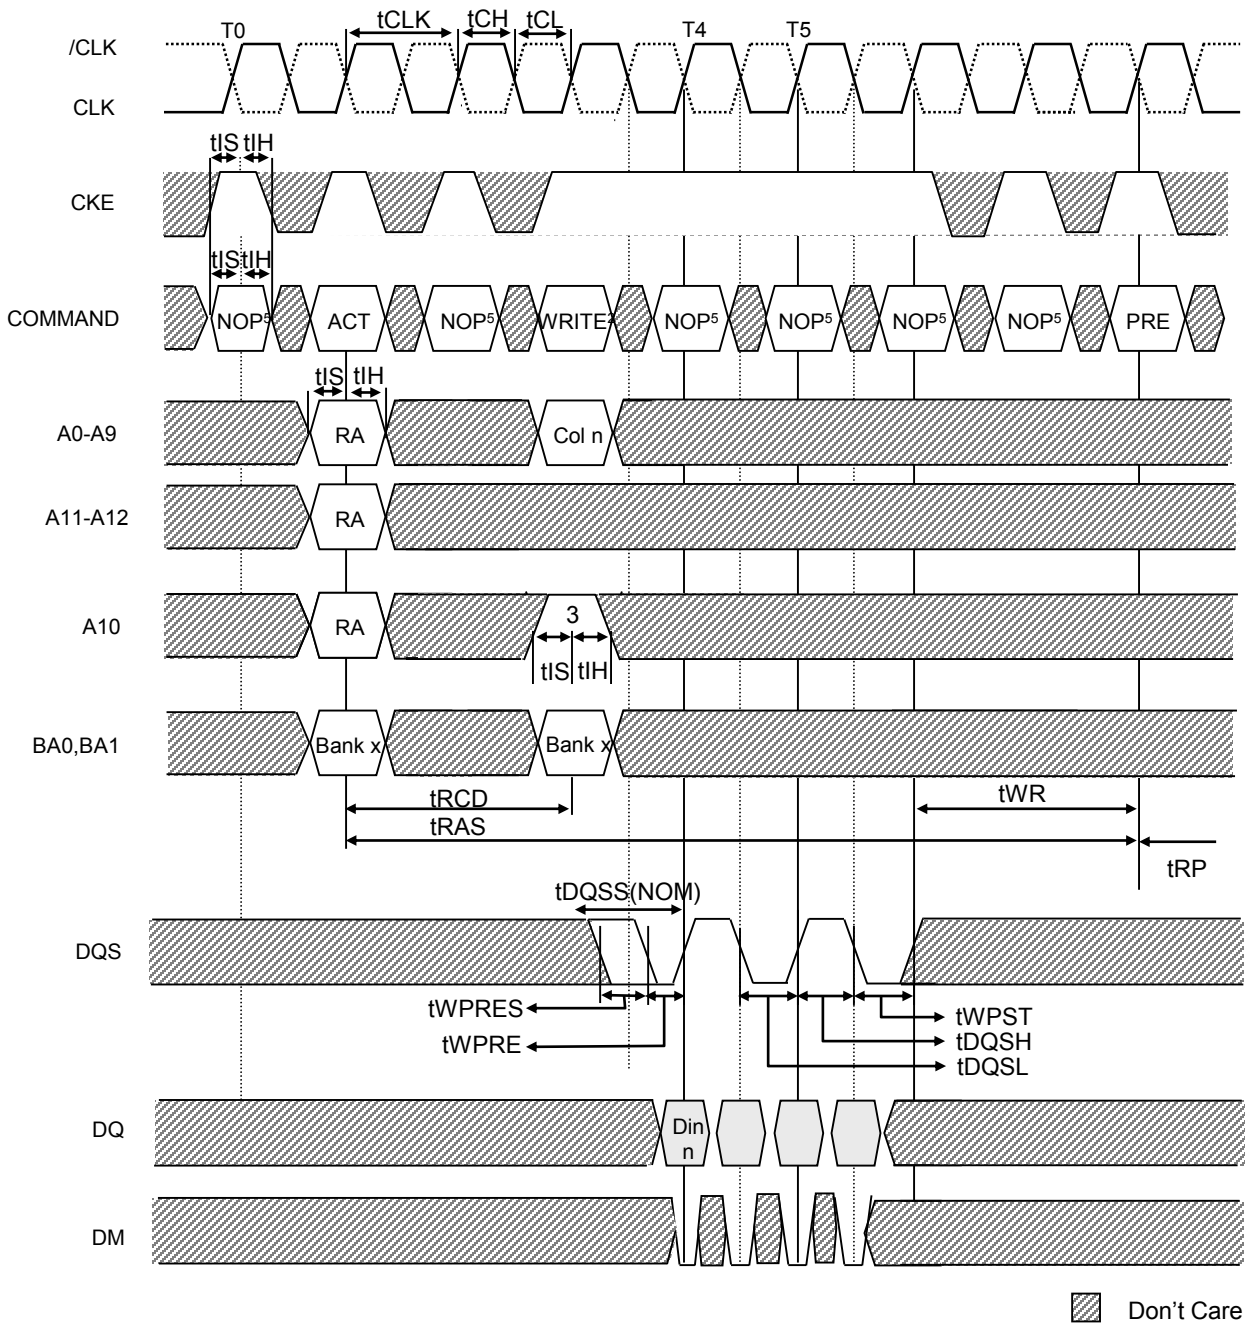 tCLK tCH tCL
T0 T4 T5
/CLK
CLK
tIS tIH
CKE
tIS tIH
COMMAND NOP5 ACT NOP5 WRITE2 NOP5 NOP5 NOP5 NOP5 PRE
tIS tIH
A0-A9 RA Col n
A11-A12 RA
A10 RA 3
tIS tIH
BA0,BA1 Bank x Bank x
tRCD tWR
tRAS
tRP
tDQSS(NOM)
DQS
tWPRES tWPST
tWPRE tDQSH
tDQSL
DQ Din
n
DM
Don't Care